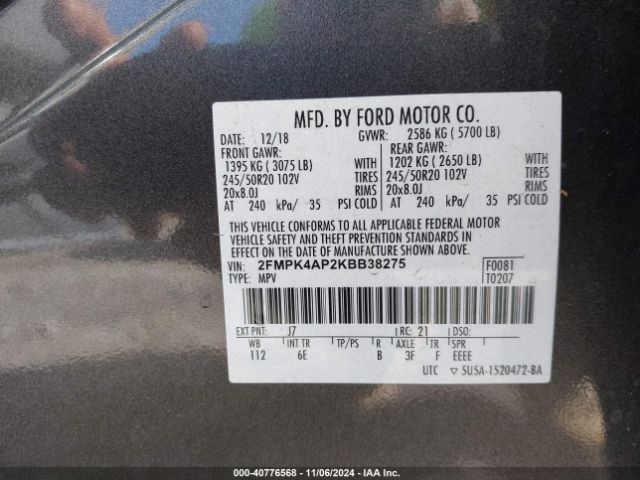 MFD. BY FORD MOTOR CO.
DATE: 12/18 GVWR: 2586 KG ( 5700 LB)
FRONT GAWR: REAR GAWR:
1395 KG ( 3075 LB) WITH 1202 KG ( 2650 LB) WITH
245/50R20 102V TIRES 245/50R20 102V TIRES
20x8.0J RIMS 20x8.0J RIMS
AT 240 kPa/ 35 PSI COLD AT 240 kPa/ 35 PSI COLD
THIS VEHICLE CONFORMS TO ALL APPLICABLE FEDERAL MOTOR
VEHICLE SAFETY AND THEFT PREVENTION STANDARDS IN
EFFECT ON THE DATE OF MANUFACTURE SHOWN ABOVE.
VIN: 2FMPK4AP2KBB38275 F0081
TYPE: MPV T0207
EXT PNT: J7 RC: 21 DSO:
WB INT TR TP/PS R AXLE TR SPR
112 6E B 3F F EEEE
UTC ▽ 5U5A-1520472-BA
000-40776568 - 11/06/2024 - IAA Inc.